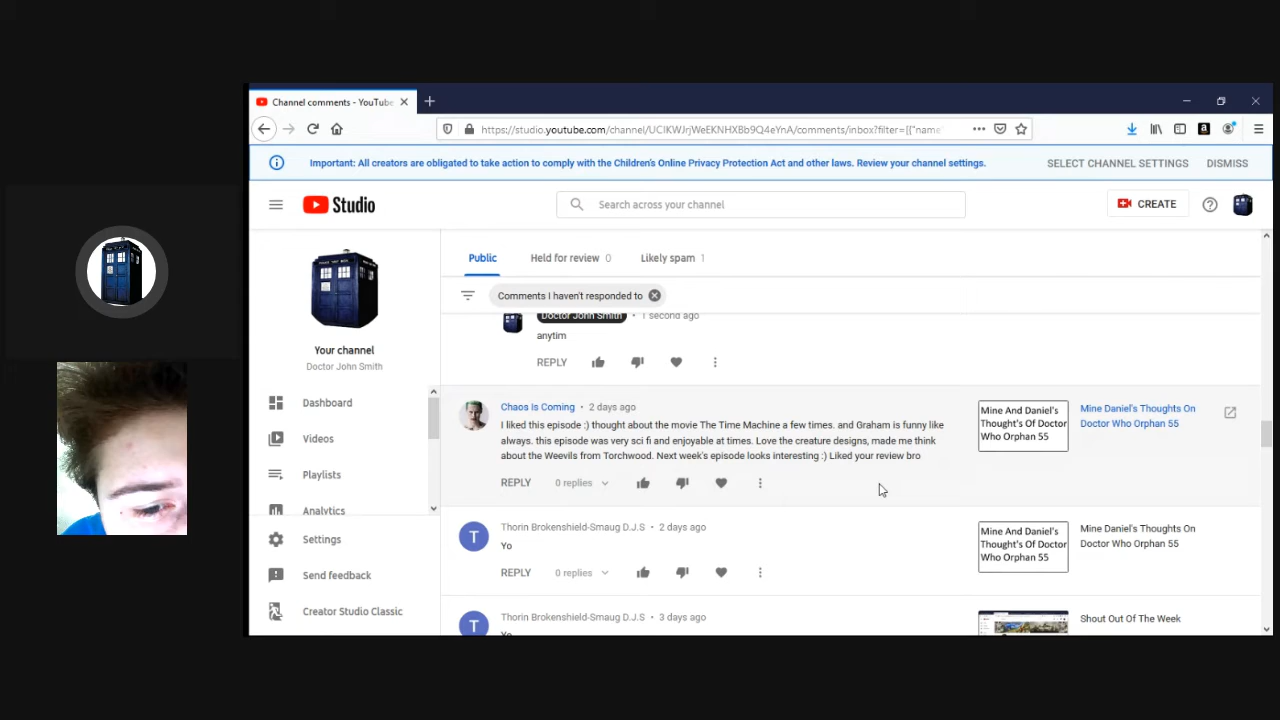 Channel comments - YouTube
https://studio.youtube.com/channel/UCIKWJrjWeEKNHXBb9Q4eYnA/comments/inbox?filter=[{"name"
Important: All creators are obligated to take action to comply with the Children's Online Privacy Protection Act and other laws. Review your channel settings.
SELECT CHANNEL SETTINGS
DISMISS
Studio
Search across your channel
CREATE
Your channel
Doctor John Smith
Dashboard
Videos
Playlists
Analytics
Settings
Send feedback
Creator Studio Classic
Public
Held for review 0
Likely spam 1
Comments I haven't responded to
Doctor John Smith • 1 second ago
anytim
REPLY
Chaos Is Coming • 2 days ago
I liked this episode :) thought about the movie The Time Machine a few times. and Graham is funny like
always. this episode was very sci fi and enjoyable at times. Love the creature designs, made me think
about the Weevils from Torchwood. Next week's episode looks interesting :) Liked your review bro
REPLY 0 replies
Mine And Daniel's
Thought's Of Doctor
Who Orphan 55
Mine Daniel's Thoughts On
Doctor Who Orphan 55
Thorin Brokenshield-Smaug D.J.S • 2 days ago
Yo
REPLY 0 replies
Mine And Daniel's
Thought's Of Doctor
Who Orphan 55
Mine Daniel's Thoughts On
Doctor Who Orphan 55
Thorin Brokenshield-Smaug D.J.S • 3 days ago
Yo
Shout Out Of The Week